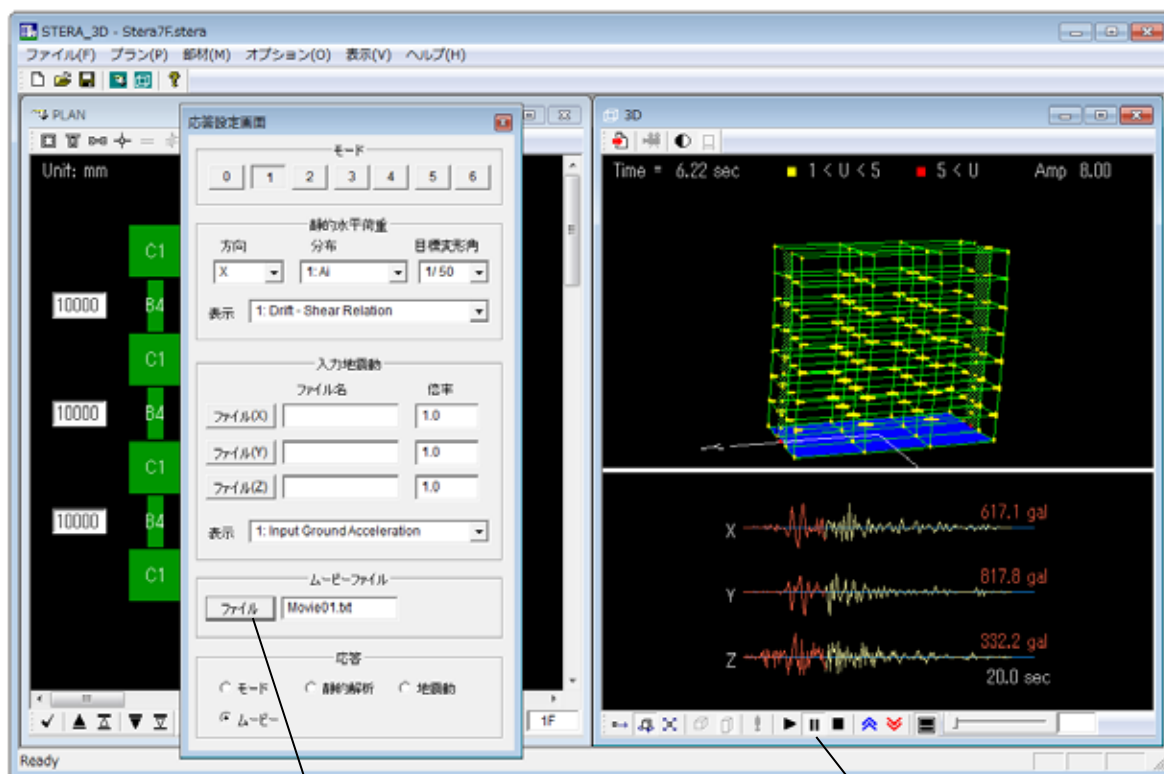 STERA_3D - Stera7F.stera
ファイル(F) プラン(P) 部材(M) オプション(O) 表示(V) ヘルプ(H)
PLAN
Unit: mm
C1
10000 B4
C1
10000 B4
C1
10000 B4
C1
1F
応答設定画面
モード
0 1 2 3 4 5 6
静的水平荷重
方向 分布 目標変形角
X 1: Ai 1/50
表示 1: Drift - Shear Relation
入力地震動
ファイル名 倍率
ファイル(X) 1.0
ファイル(Y) 1.0
ファイル(Z) 1.0
表示 1: Input Ground Acceleration
ムービーファイル
ファイル Movie01.txt
応答
モード 静的解析 地震動
ムービー
3D
Time = 6.22 sec 1 < U < 5 5 < U Amp 8.00
617.1 gal
X
817.8 gal
Y
332.2 gal
Z
20.0 sec
Ready